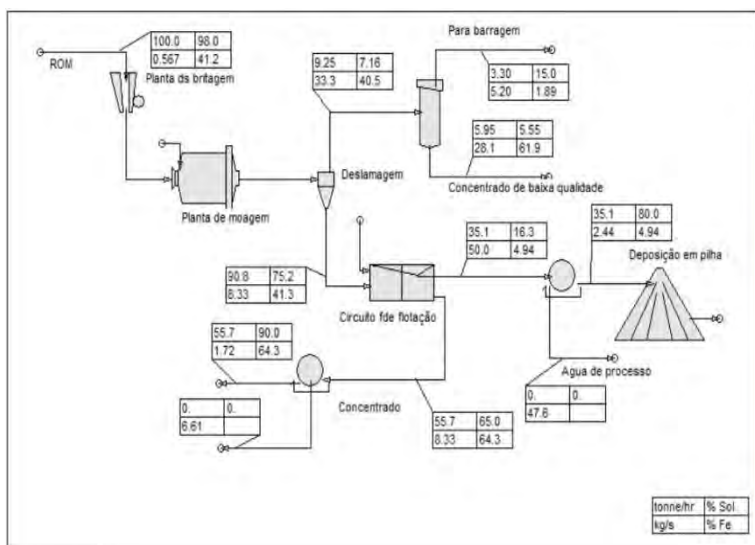 Para barragem
100.0 98.0
0.567 41.2
ROM
Planta ds britagem
9.25 7.16
33.3 40.5
3.30 15.0
5.20 1.89
5.95 5.55
28.1 61.9
Deslamagem
Concentrado de baixa qualidade
Planta de moagem
35.1 16.3
50.0 4.94
35.1 80.0
2.44 4.94
Deposição em pilha
90.8 75.2
8.33 41.3
Circuito fde flotação
55.7 90.0
1.72 64.3
Agua de processo
0. 0.
47.6
Concentrado
0. 0.
6.61
55.7 65.0
8.33 64.3
tonne/hr % Sol
kg/s % Fe